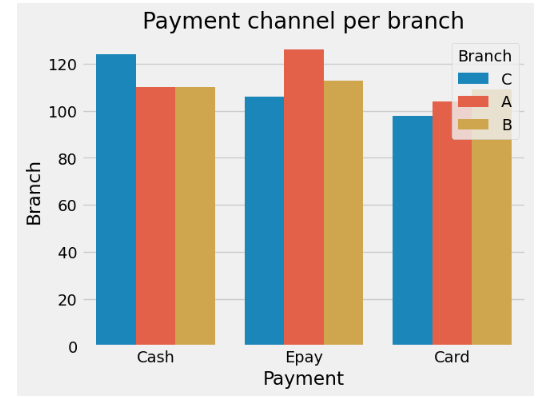 Payment channel per branch
Branch
C
A
B
120
100
80
60
40
20
0
Branch
Cash Epay Card
Payment